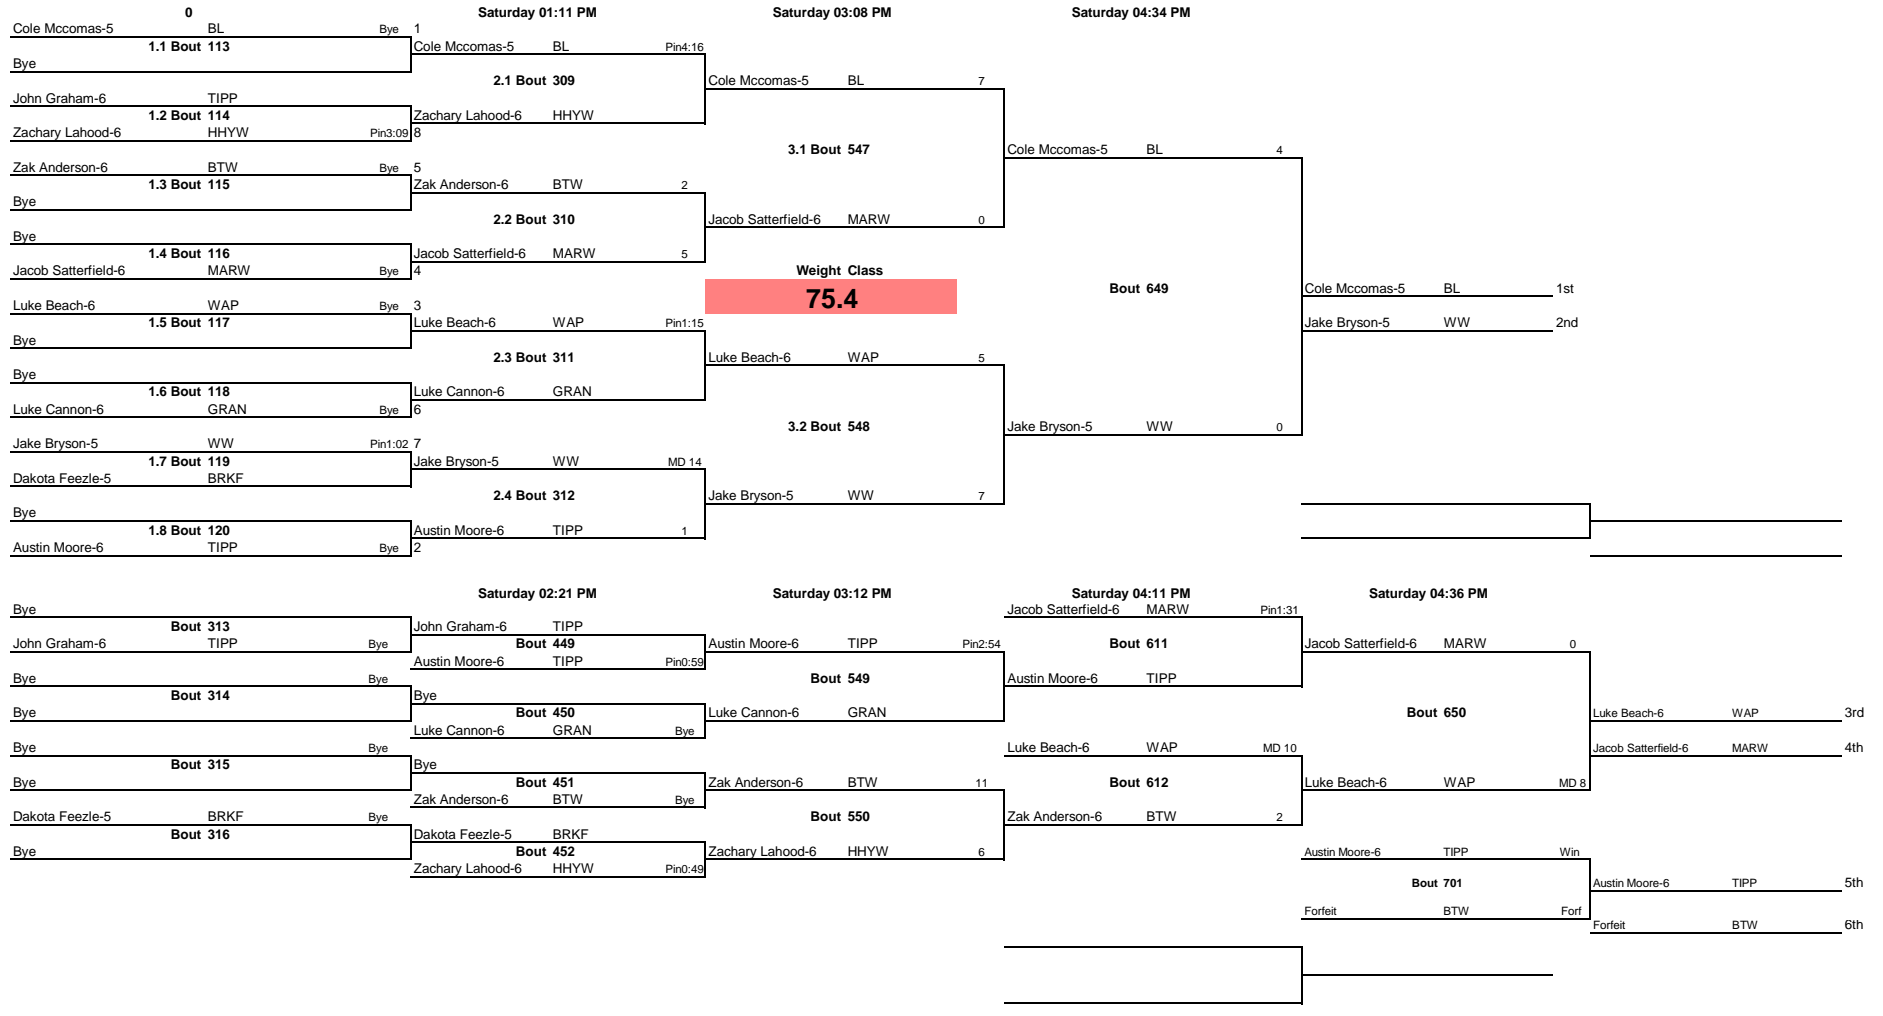 0 Saturday 01:11 PM Saturday 03:08 PM Saturday 04:34 PM
Cole Mccomas-5 BL Bye 1
1.1 Bout 113 Cole Mccomas-5 BL Pin4:16
Bye
2.1 Bout 309 Cole Mccomas-5 BL 7
John Graham-6 TIPP
1.2 Bout 114 Zachary Lahood-6 HHYW
Zachary Lahood-6 HHYW Pin3:09 8
3.1 Bout 547 Cole Mccomas-5 BL 4
Zak Anderson-6 BTW Bye 5
1.3 Bout 115 Zak Anderson-6 BTW 2
Bye
2.2 Bout 310 Jacob Satterfield-6 MARW 0
Bye
1.4 Bout 116 Jacob Satterfield-6 MARW 5
Jacob Satterfield-6 MARW Bye 4 Weight Class
Bout 649 Cole Mccomas-5 BL 1st
75.4
Luke Beach-6 WAP Bye 3
1.5 Bout 117 Luke Beach-6 WAP Pin1:15 Jake Bryson-5 WW 2nd
Bye
2.3 Bout 311 Luke Beach-6 WAP 5
Bye
1.6 Bout 118 Luke Cannon-6 GRAN
Luke Cannon-6 GRAN Bye 6
3.2 Bout 548 Jake Bryson-5 WW 0
Jake Bryson-5 WW Pin1:02 7
1.7 Bout 119 Jake Bryson-5 WW MD 14
Dakota Feezle-5 BRKF
2.4 Bout 312 Jake Bryson-5 WW 7
Bye
1.8 Bout 120 Austin Moore-6 TIPP 1
Austin Moore-6 TIPP Bye 2
Saturday 02:21 PM Saturday 03:12 PM Saturday 04:11 PM Saturday 04:36 PM
Bye Jacob Satterfield-6 MARW Pin1:31
Bout 313 John Graham-6 TIPP
John Graham-6 TIPP Bye Bout 449 Austin Moore-6 TIPP Pin2:54 Bout 611 Jacob Satterfield-6 MARW 0
Austin Moore-6 TIPP Pin0:59
Bye Bye Bout 549 Austin Moore-6 TIPP
Bout 314 Bye
Bye Bout 450 Luke Cannon-6 GRAN Bout 650 Luke Beach-6 WAP 3rd
Luke Cannon-6 GRAN Bye
Bye Bye Luke Beach-6 WAP MD 10 Jacob Satterfield-6 MARW 4th
Bout 315 Bye
Bye Bout 451 Zak Anderson-6 BTW 11 Bout 612 Luke Beach-6 WAP MD 8
Zak Anderson-6 BTW Bye
Dakota Feezle-5 BRKF Bye Bout 550 Zak Anderson-6 BTW 2
Bout 316 Dakota Feezle-5 BRKF
Bye Bout 452 Zachary Lahood-6 HHYW 6 Austin Moore-6 TIPP Win
Zachary Lahood-6 HHYW Pin0:49
Bout 701 Austin Moore-6 TIPP 5th
Forfeit BTW Forf
Forfeit BTW 6th